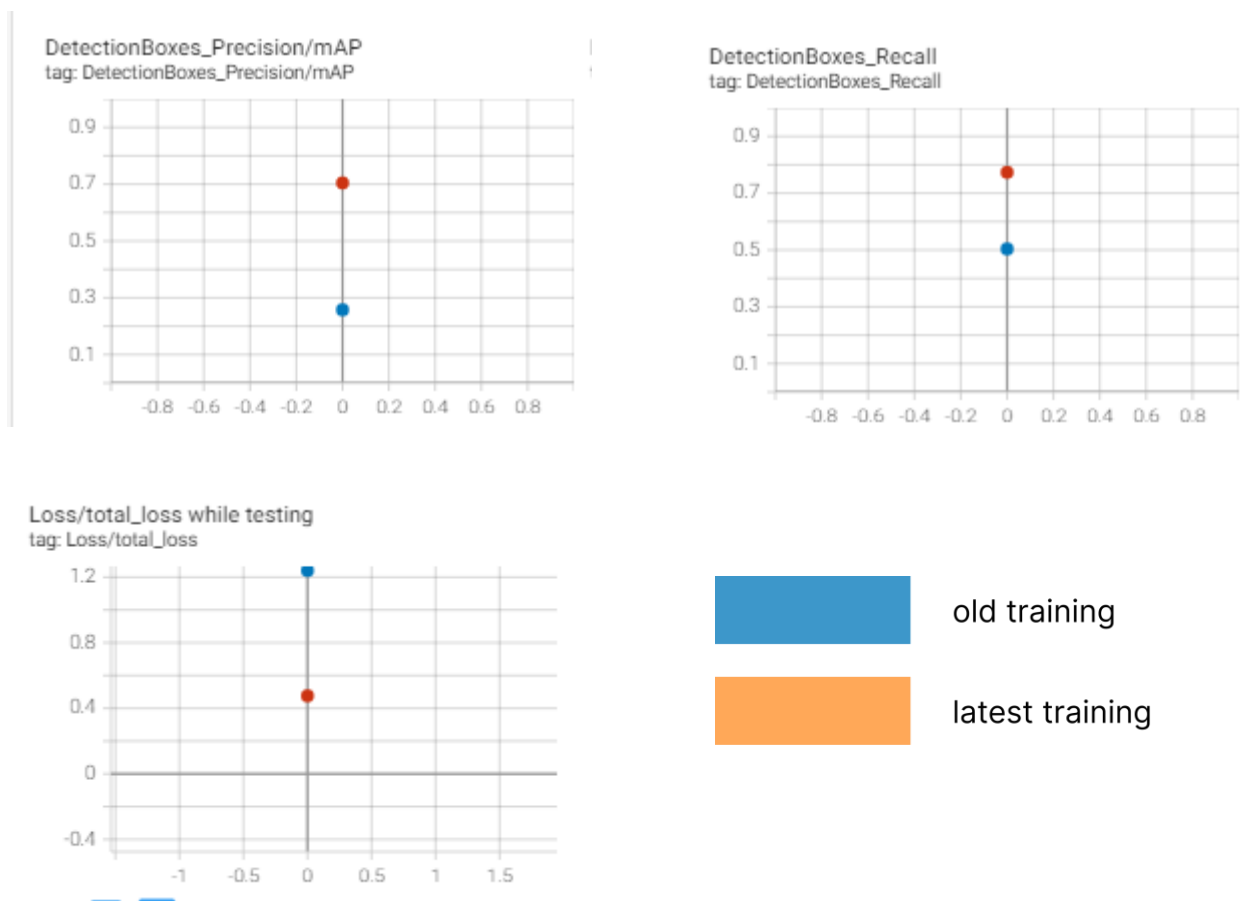 DetectionBoxes_Precision/mAP
tag: DetectionBoxes_Precision/mAP
0.9
0.7
0.5
0.3
0.1
-0.8 -0.6 -0.4 -0.2 0 0.2 0.4 0.6 0.8
DetectionBoxes_Recall
tag: DetectionBoxes_Recall
0.9
0.7
0.5
0.3
0.1
-0.8 -0.6 -0.4 -0.2 0 0.2 0.4 0.6 0.8
Loss/total_loss while testing
tag: Loss/total_loss
1.2
0.8
0.4
0
-0.4
-1 -0.5 0 0.5 1 1.5
old training
latest training